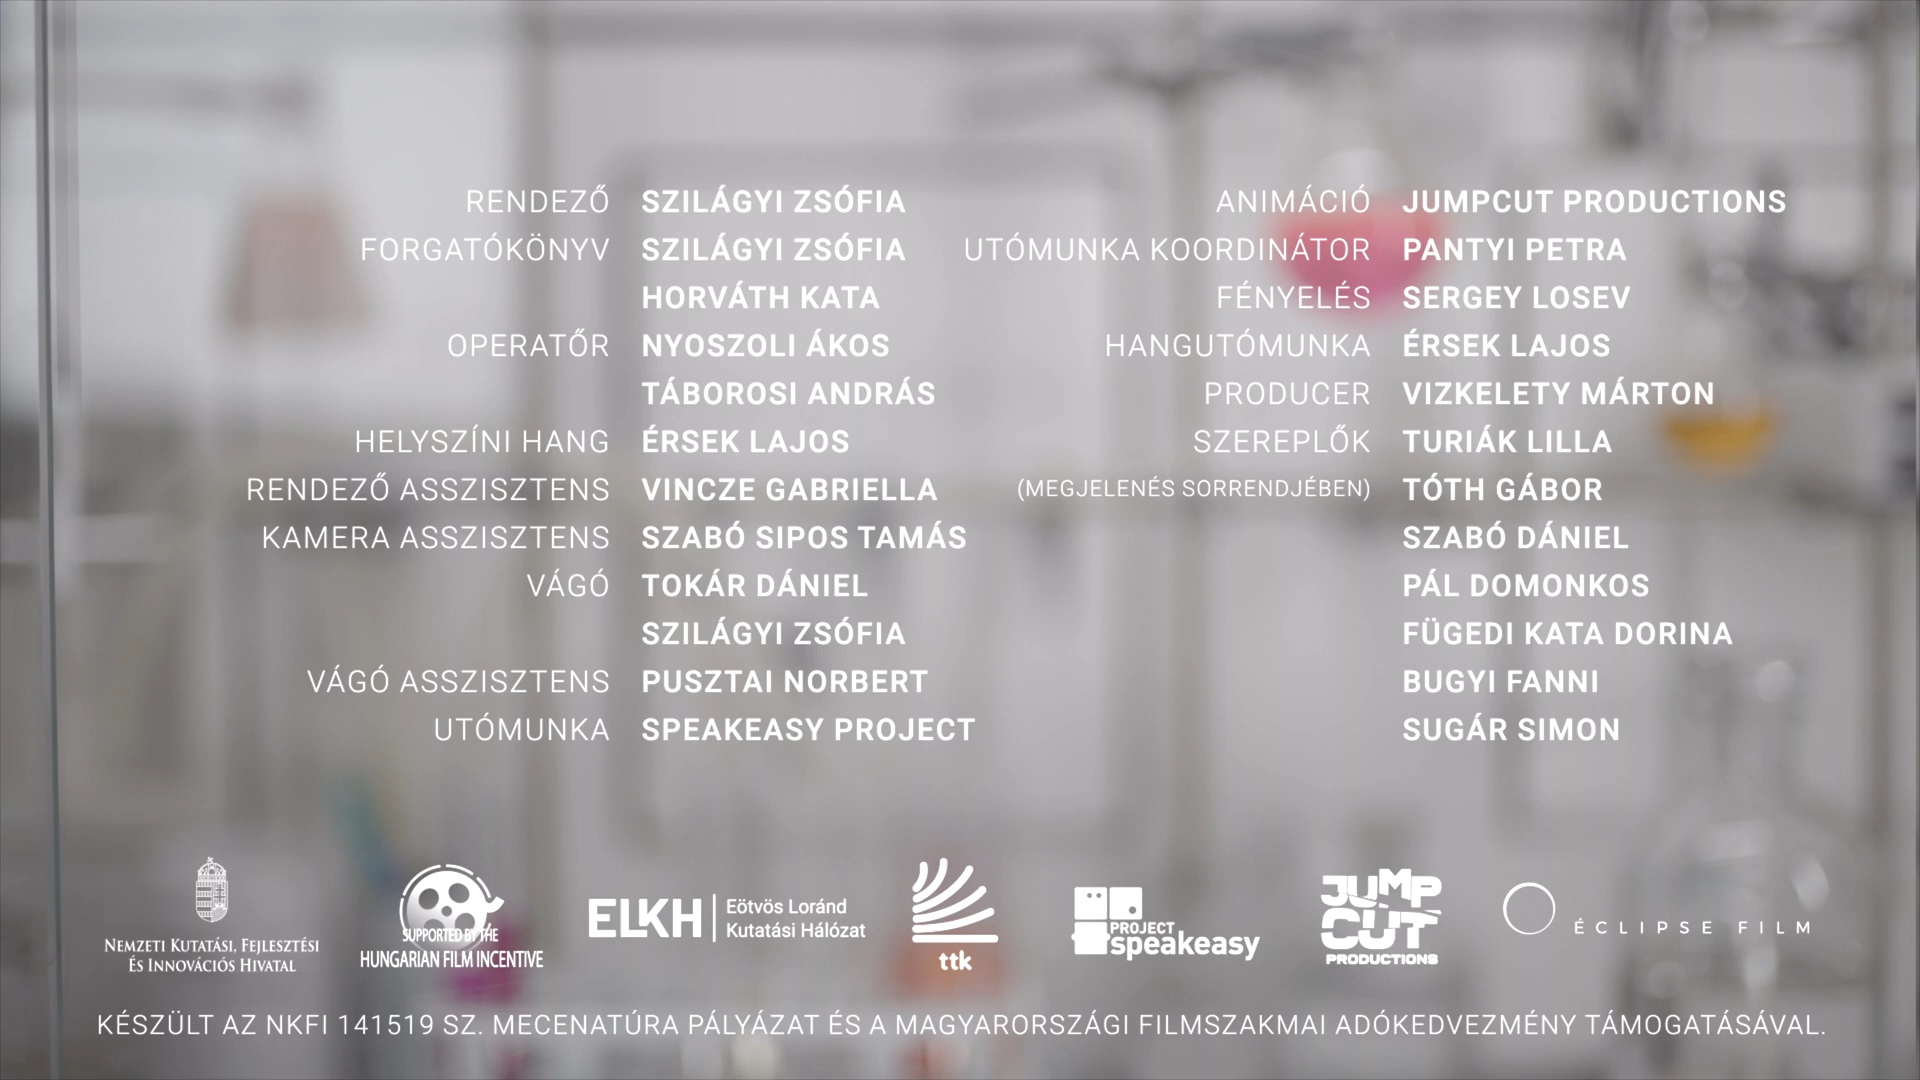 RENDEZŐ SZILÁGYI ZSÓFIA
FORGATÓKÖNYV SZILÁGYI ZSÓFIA
HORVÁTH KATA
OPERATŐR NYOSZOLI ÁKOS
TÁBOROSI ANDRÁS
HELYSZÍNI HANG ÉRSEK LAJOS
RENDEZŐ ASSZISZTENS VINCZE GABRIELLA
KAMERA ASSZISZTENS SZABÓ SIPOS TAMÁS
VÁGÓ TOKÁR DÁNIEL
SZILÁGYI ZSÓFIA
VÁGÓ ASSZISZTENS PUSZTAI NORBERT
UTÓMUNKA SPEAKEASY PROJECT
ANIMÁCIÓ JUMPCUT PRODUCTIONS
UTÓMUNKA KOORDINÁTOR PANTYI PETRA
FÉNYELÉS SERGEY LOSEV
HANGUTÓMUNKA ÉRSEK LAJOS
PRODUCER VIZKELETY MÁRTON
SZEREPLŐK TURIÁK LILLA
(MEGJELENÉS SORRENDJÉBEN) TÓTH GÁBOR
SZABÓ DÁNIEL
PÁL DOMONKOS
FÜGEDI KATA DORINA
BUGYI FANNI
SUGÁR SIMON
NEMZETI KUTATÁSI, FEJLESZTÉSI
ÉS INNOVÁCIÓS HIVATAL
SUPPORTED BY THE
HUNGARIAN FILM INCENTIVE
ELKH
Eötvös Loránd
Kutatási Hálózat
ttk
PROJECT
speakeasy
JUMP
CUT
PRODUCTIONS
ÉCLIPSE FILM
KÉSZÜLT AZ NKFI 141519 SZ. MECENATÚRA PÁLYÁZAT ÉS A MAGYARORSZÁGI FILMSZAKMAI ADÓKEDVEZMÉNY TÁMOGATÁSÁVAL.